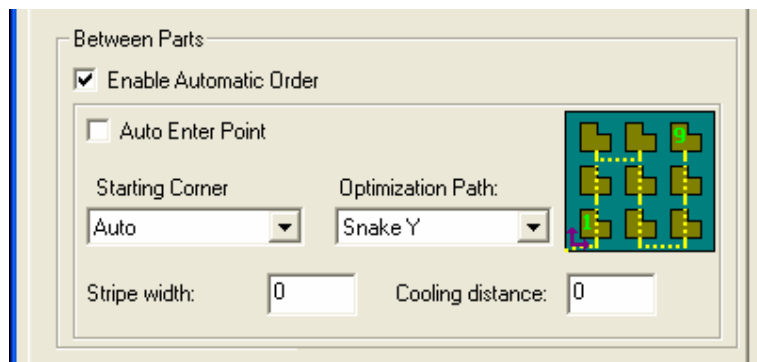 Between Parts
Enable Automatic Order
Auto Enter Point
9
Starting Corner Optimization Path:
Auto Snake Y
1
Stripe width: 0 Cooling distance: 0